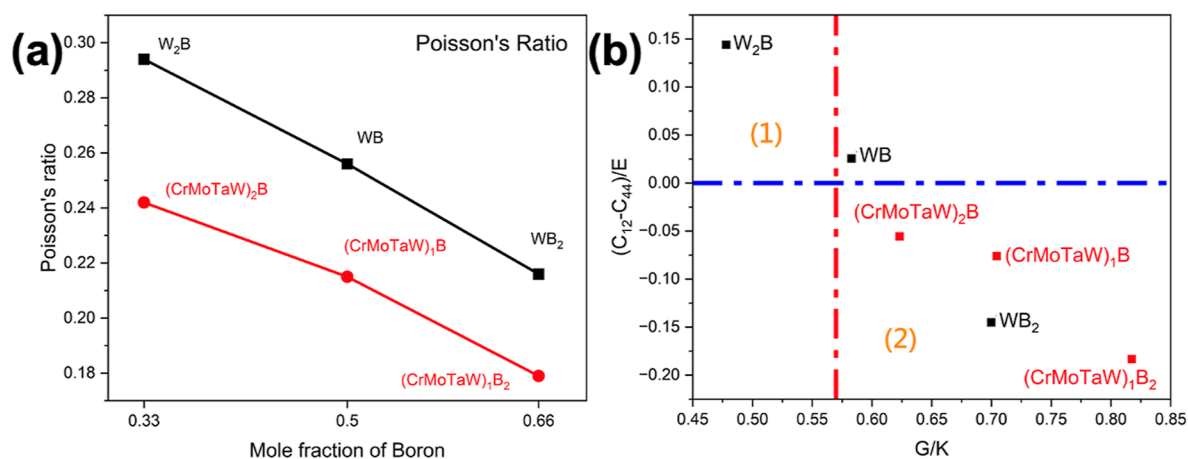 (a)
Poisson's Ratio
Poisson's ratio
0.30
0.28
0.26
0.24
0.22
0.20
0.18
W₂B
WB
WB₂
(CrMoTaW)₂B
(CrMoTaW)₁B
(CrMoTaW)₁B₂
0.33
0.5
0.66
Mole fraction of Boron
(b)
(C₁₂-C₄₄)/E
0.15
0.10
0.05
0.00
−0.05
−0.10
−0.15
−0.20
W₂B
(1)
WB
(CrMoTaW)₂B
(CrMoTaW)₁B
WB₂
(2)
(CrMoTaW)₁B₂
0.45
0.50
0.55
0.60
0.65
0.70
0.75
0.80
0.85
G/K